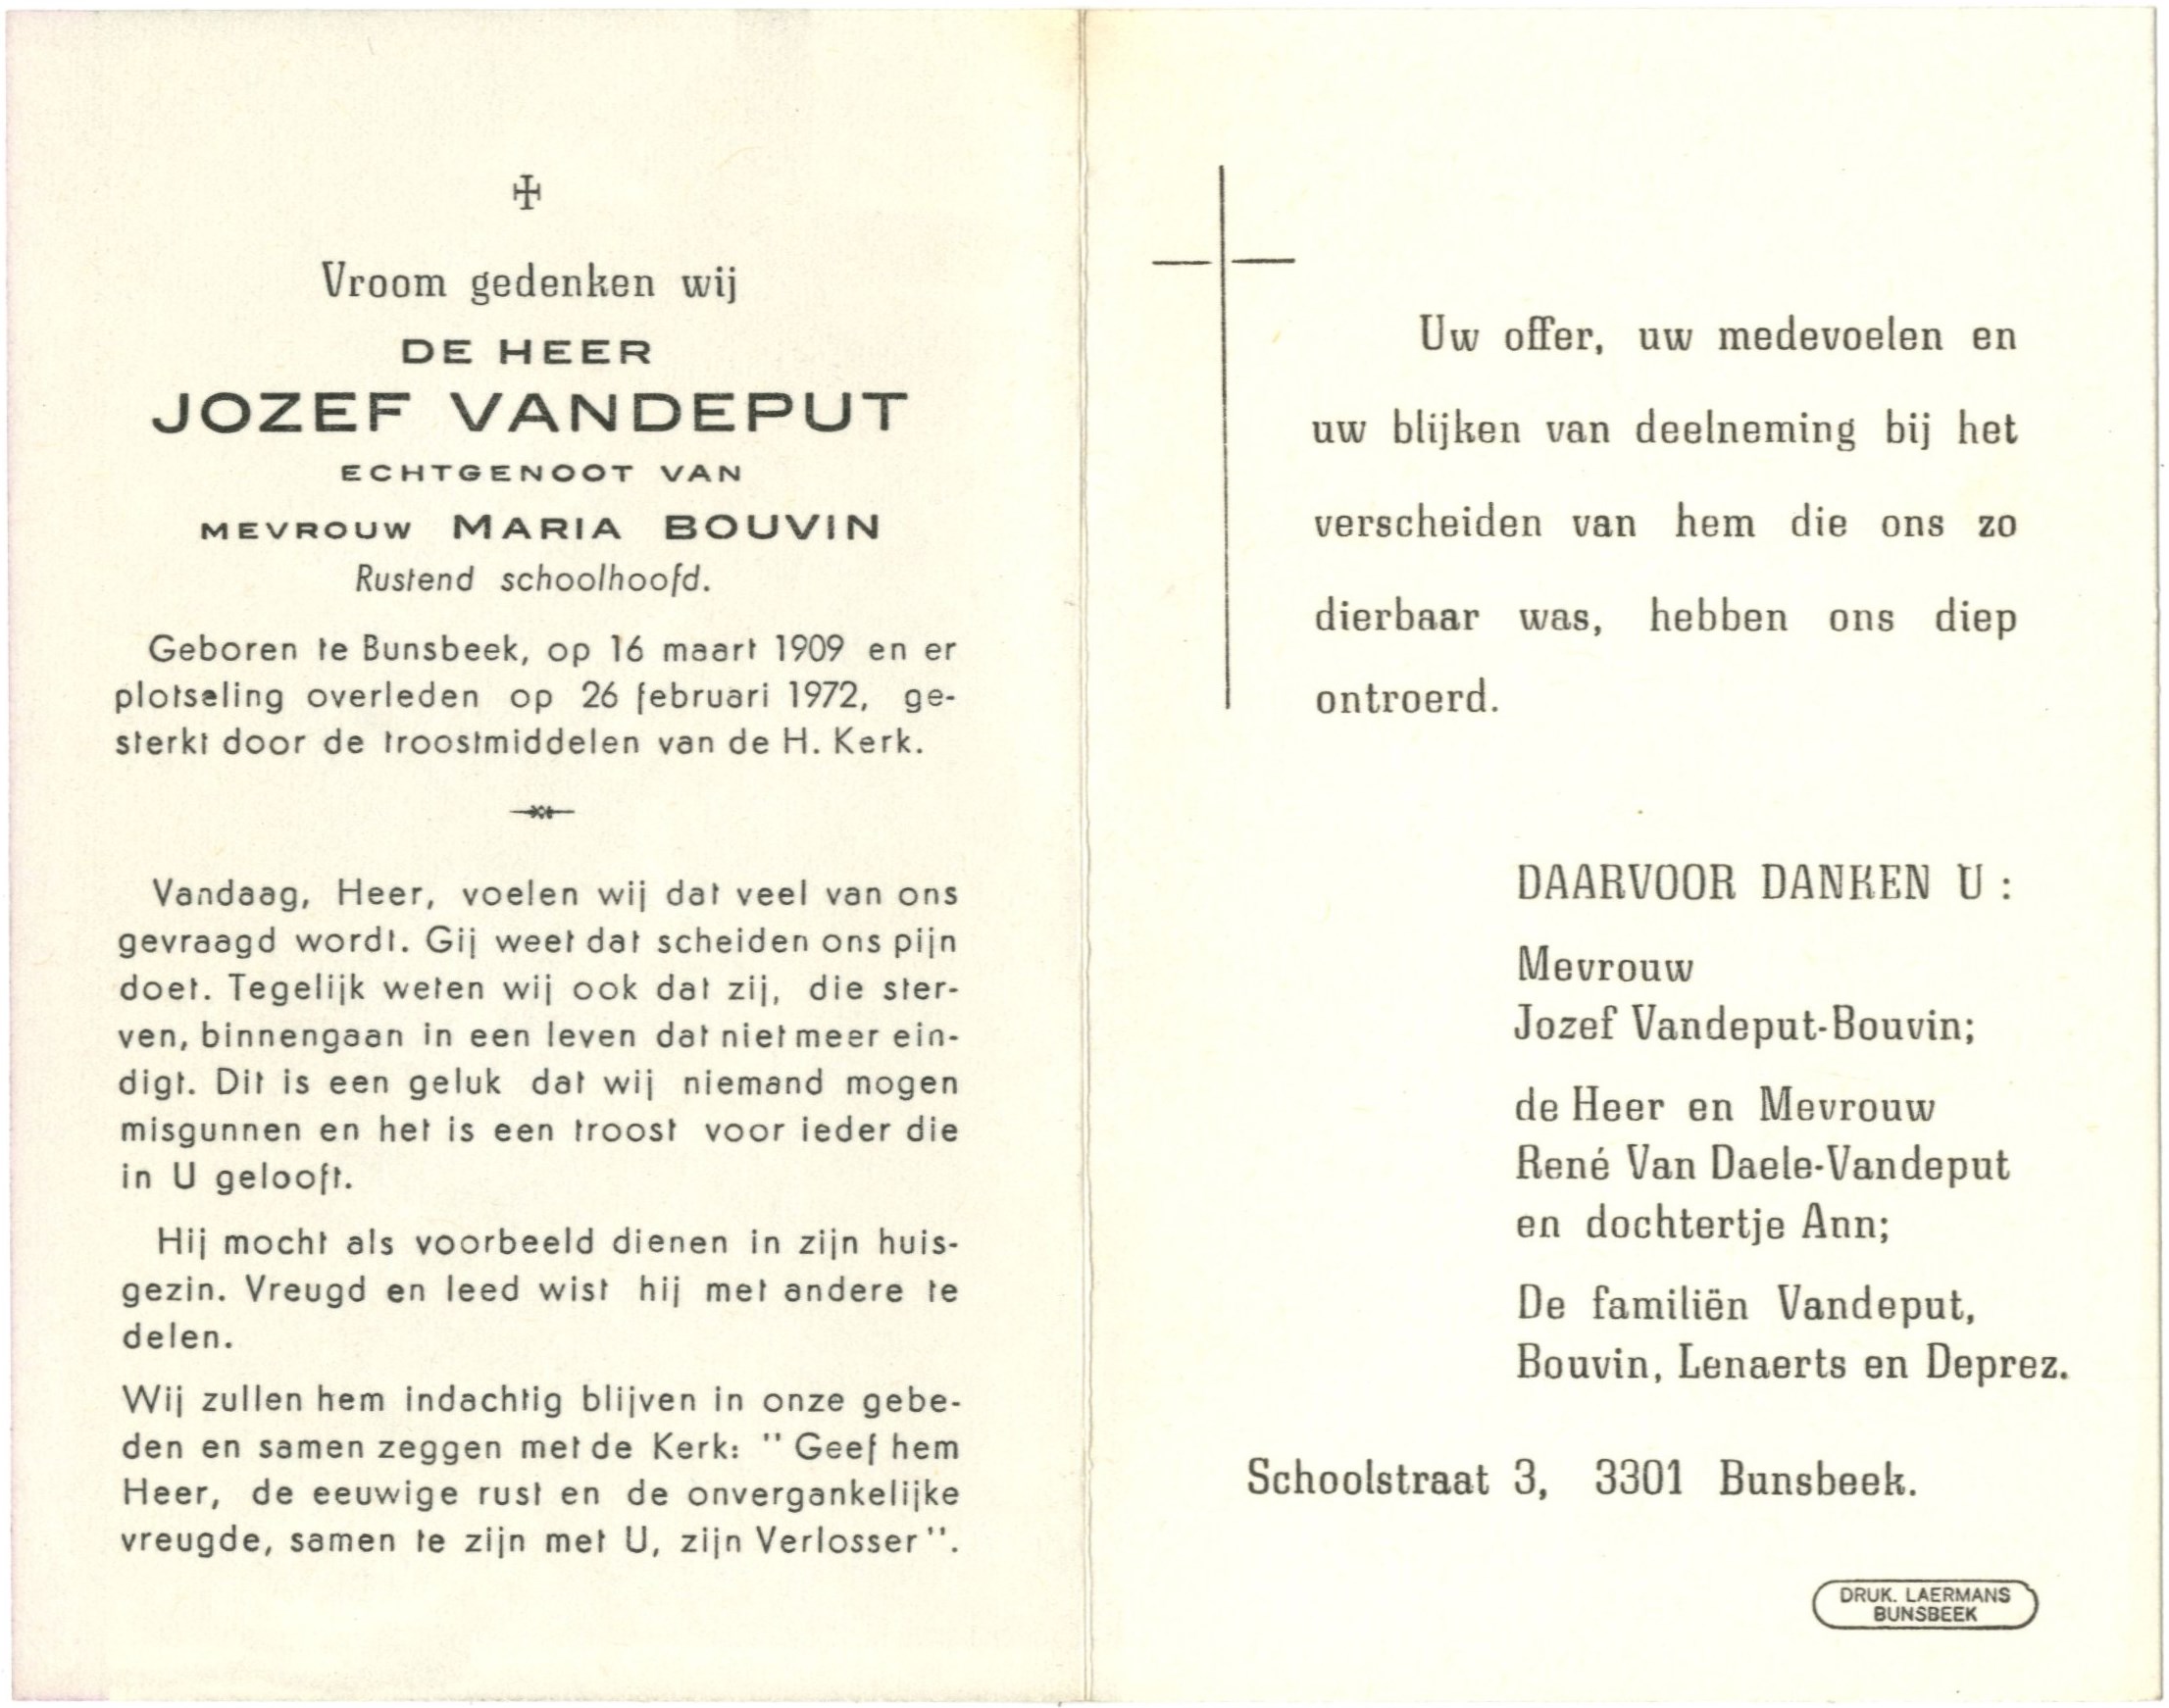 Vroom gedenken wij
DE HEER
JOZEF VANDEPUT
ECHTGENOOT VAN
MEVROUW MARIA BOUVIN
Rustend schoolhoofd.
Geboren te Bunsbeek, op 16 maart 1909 en er
plotseling overleden op 26 februari 1972, ge-
sterkt door de troostmiddelen van de H. Kerk.
Vandaag, Heer, voelen wij dat veel van ons
gevraagd wordt. Gij weet dat scheiden ons pijn
doet. Tegelijk weten wij ook dat zij, die ster-
ven, binnengaan in een leven dat niet meer ein-
digt. Dit is een geluk dat wij niemand mogen
misgunnen en het is een troost voor ieder die
in U gelooft.
Hij mocht als voorbeeld dienen in zijn huis-
gezin. Vreugd en leed wist hij met andere te
delen.
Wij zullen hem indachtig blijven in onze gebe-
den en samen zeggen met de Kerk: " Geef hem
Heer, de eeuwige rust en de onvergankelijke
vreugde, samen te zijn met U, zijn Verlosser ".
Uw offer, uw medevoelen en
uw blijken van deelneming bij het
verscheiden van hem die ons zo
dierbaar was, hebben ons diep
ontroerd.
DAARVOOR DANKEN U :
Mevrouw
Jozef Vandeput-Bouvin;
de Heer en Mevrouw
René Van Daele-Vandeput
en dochtertje Ann;
De familiën Vandeput,
Bouvin, Lenaerts en Deprez.
Schoolstraat 3, 3301 Bunsbeek.
DRUK. LAERMANS
BUNSBEEK